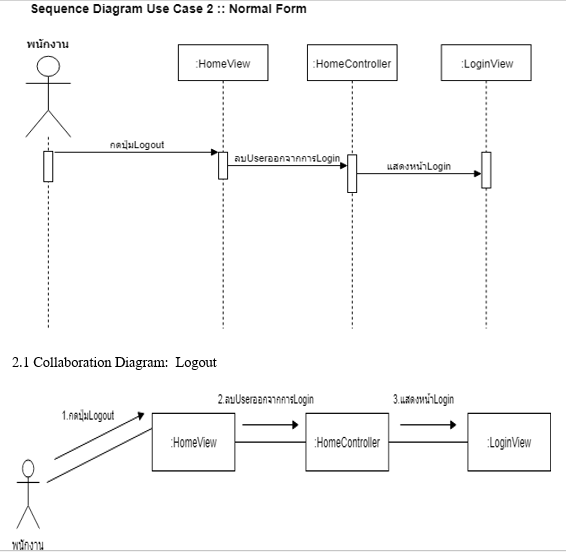 Sequence Diagram Use Case 2 :: Normal Form
พนักงาน
:HomeView
:HomeController
:LoginView
กดปุ่มLogout
ลบUserออกจากการLogin
แสดงหน้าLogin
2.1 Collaboration Diagram: Logout
1.กดปุ่มLogout
2.ลบUserออกจากการLogin
3.แสดงหน้าLogin
:HomeView
:HomeController
:LoginView
พนักงาน